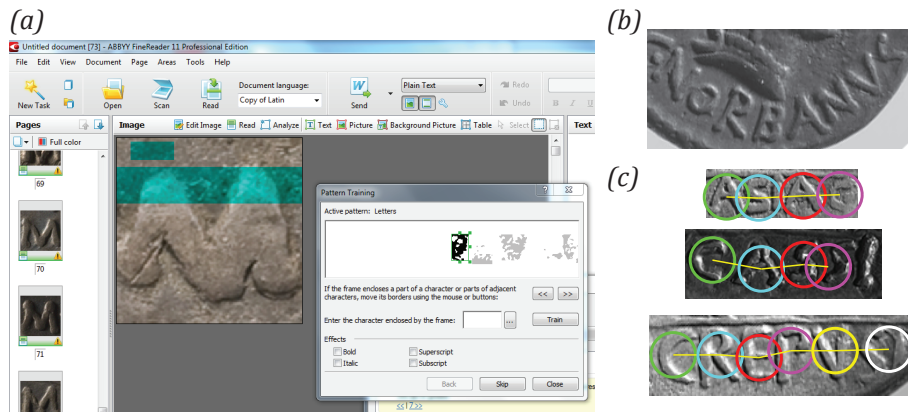 (a)
Untitled document [73] - ABBYY FineReader 11 Professional Edition
File Edit View Document Page Areas Tools Help
New Task Open Scan Read Document language: Copy of Latin Send Plain Text Redo Undo B I U
Pages Image Edit Image Read Analyze Text Picture Background Picture Table Select Text
Full color
69
70
71
Pattern Training
Active pattern: Letters
If the frame encloses a part of a character or parts of adjacent
characters, move its borders using the mouse or buttons:
<< >>
Enter the character enclosed by the frame: ... Train
Effects
Bold Superscript
Italic Subscript
Back Skip Close
(b)
(c)